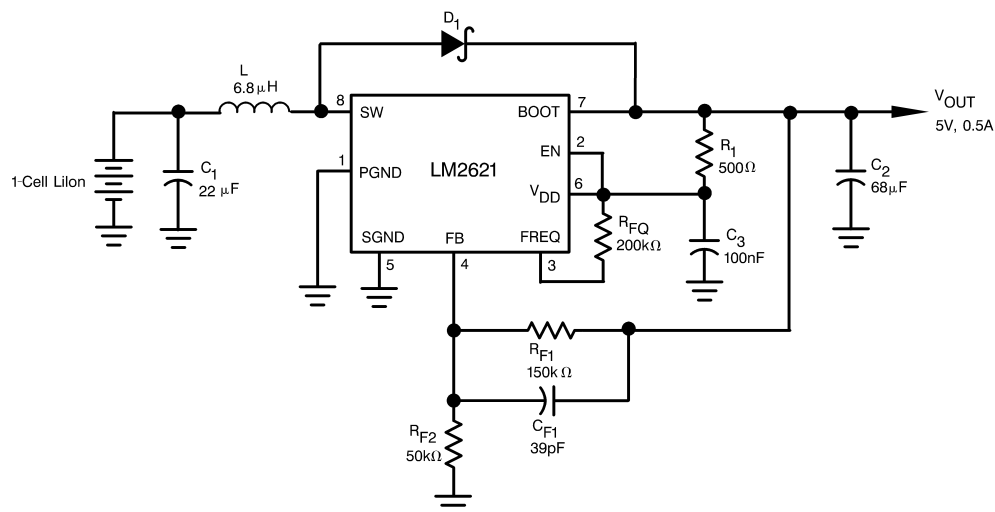 D1
L
6.8μH
8
SW
BOOT
7
VOUT
5V, 0.5A
1-Cell LiIon
C1
22 μF
1
PGND
LM2621
EN
2
VDD
6
R1
500Ω
C2
68μF
RFQ
200kΩ
C3
100nF
SGND
FB
FREQ
5
4
3
RF1
150kΩ
CF1
39pF
RF2
50kΩ